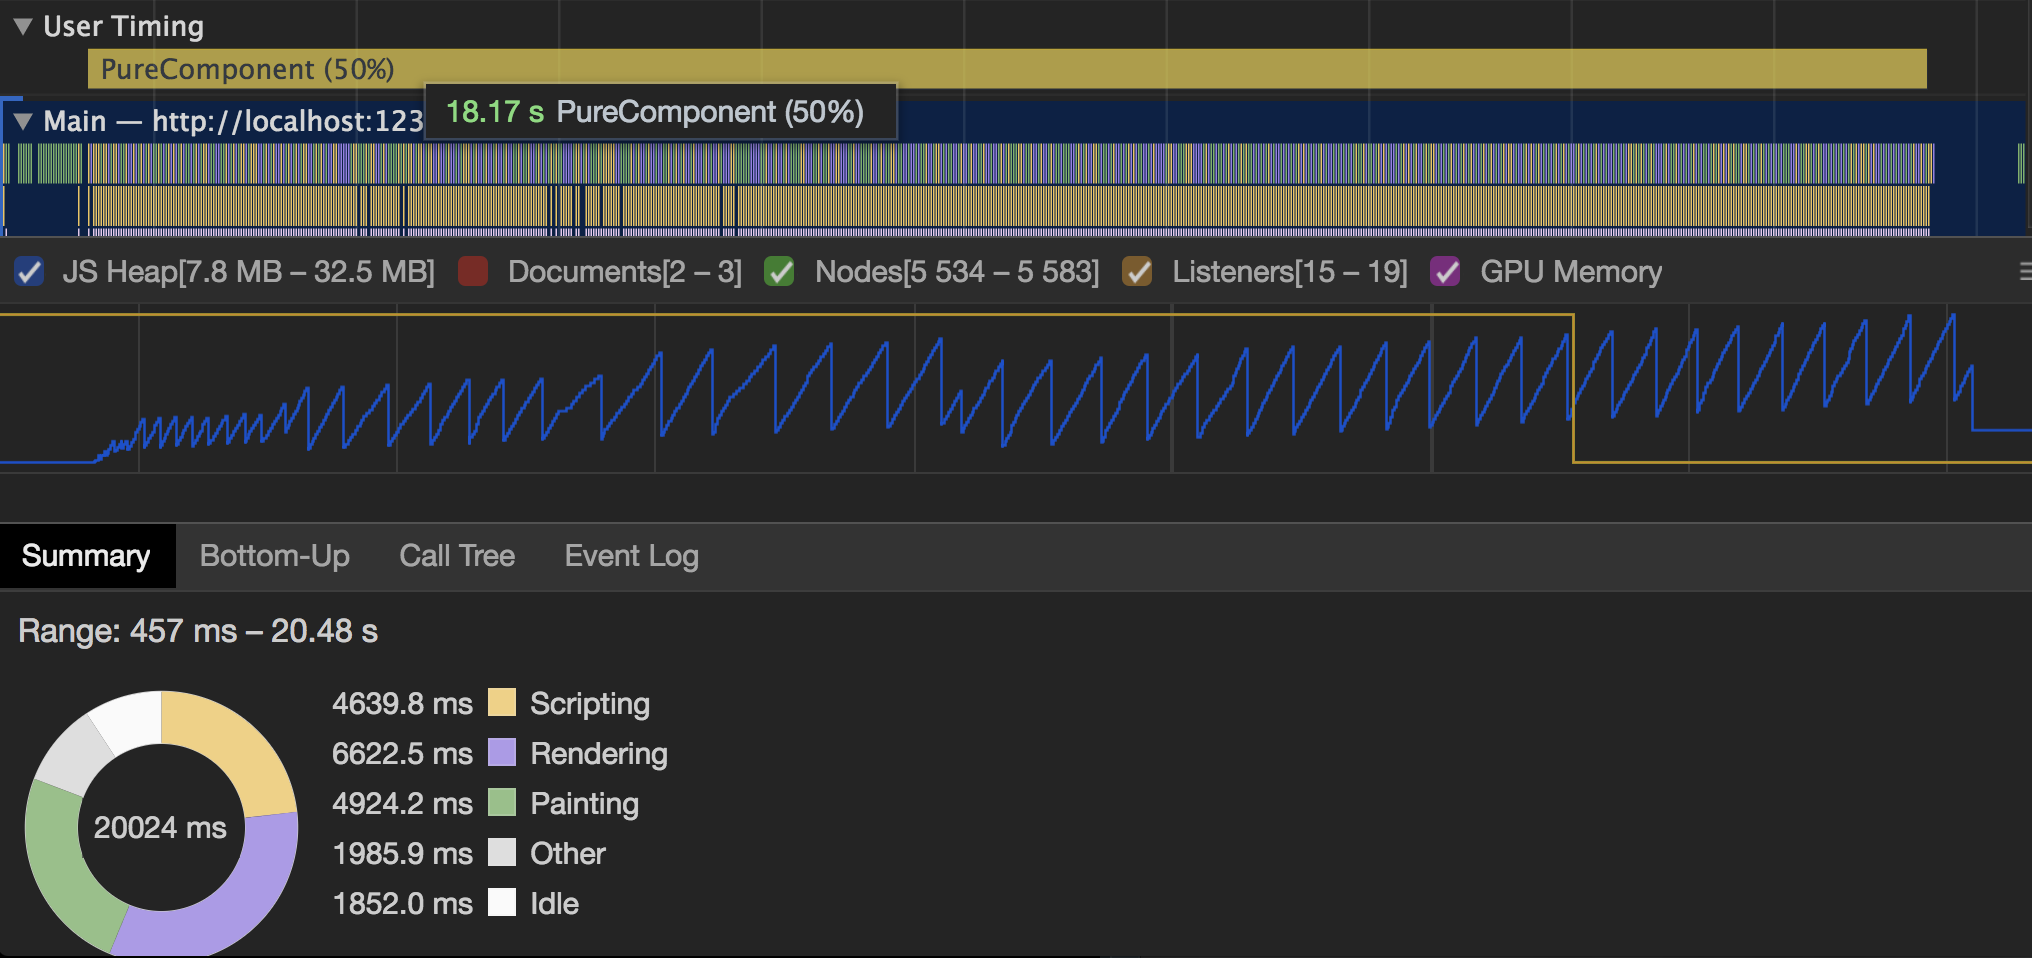 User Timing
PureComponent (50%)
18.17 s PureComponent (50%)
Main — http://localhost:123
JS Heap[7.8 MB – 32.5 MB] Documents[2 – 3] Nodes[5 534 – 5 583] Listeners[15 – 19] GPU Memory
Summary Bottom-Up Call Tree Event Log
Range: 457 ms – 20.48 s
4639.8 ms Scripting
6622.5 ms Rendering
4924.2 ms Painting
20024 ms
1985.9 ms Other
1852.0 ms Idle